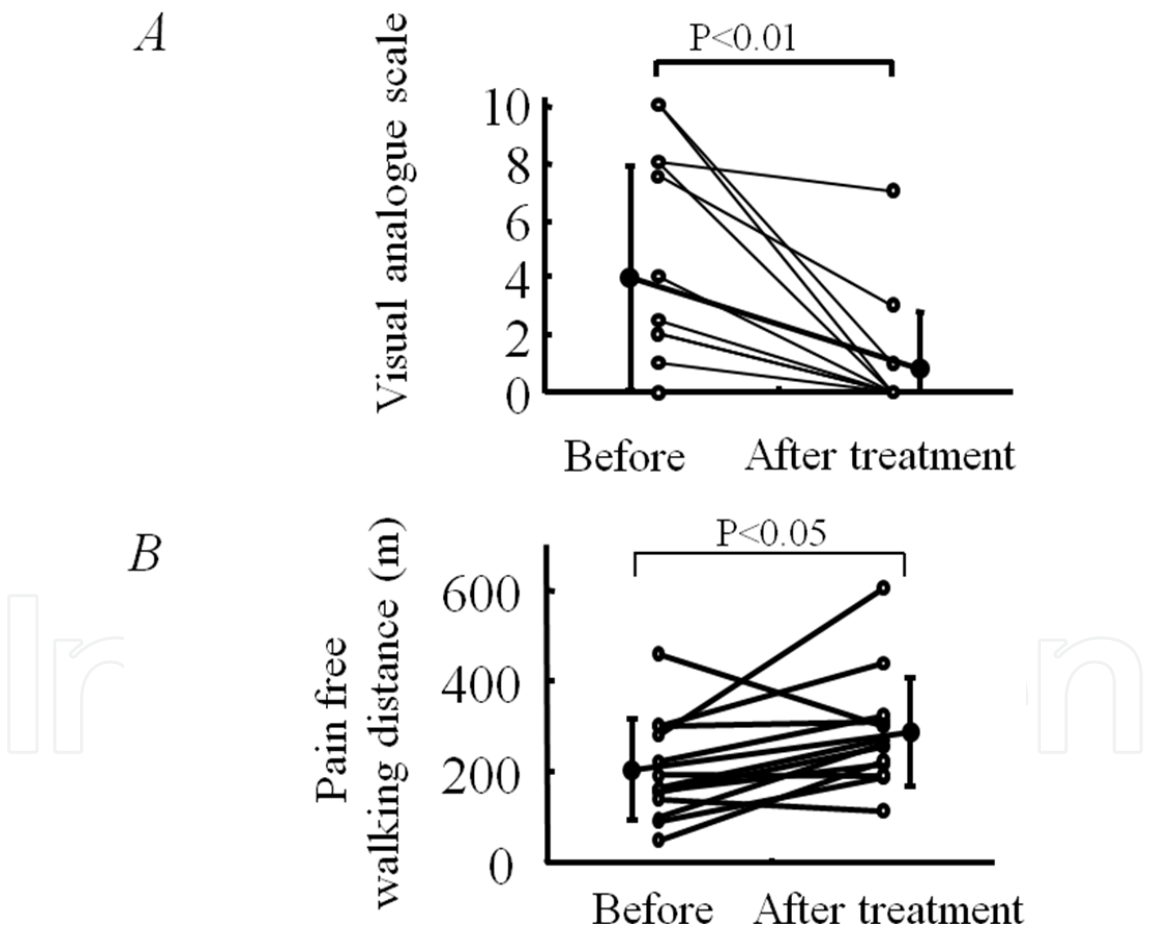 A
P<0.01
Visual analogue scale
10
8
6
4
2
0
Before
After treatment
B
P<0.05
Pain free
walking distance (m)
600
400
200
0
Before
After treatment